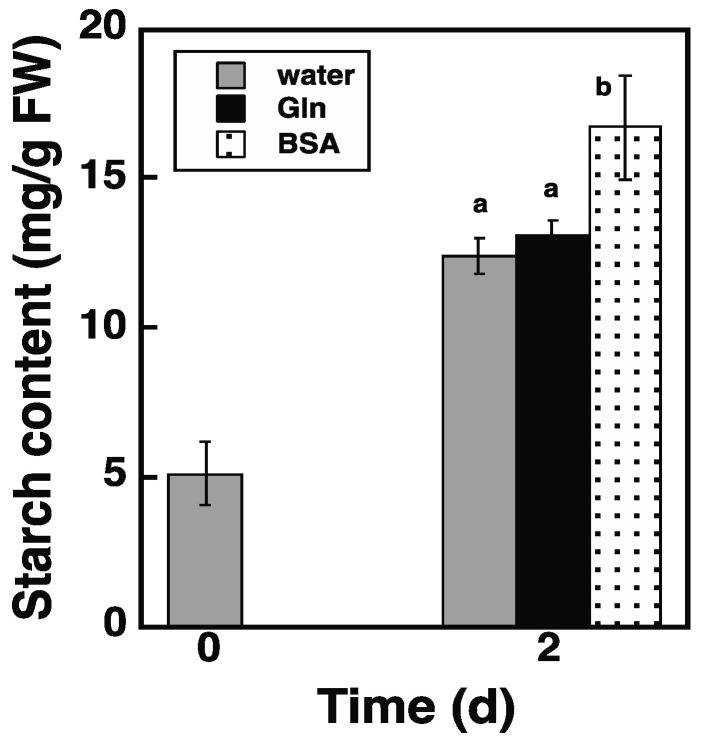 Starch content (mg/g FW)
20
15
10
5
0
water
Gln
BSA
a
a
b
0
2
Time (d)